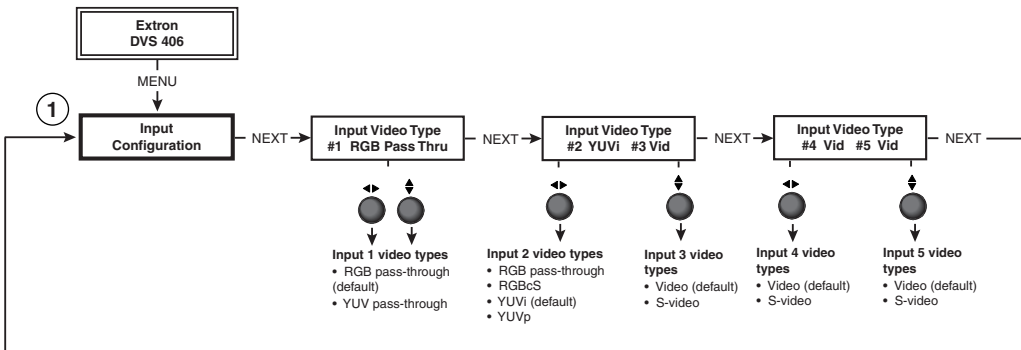 Extron
DVS 406
MENU
1
Input
Configuration
NEXT
Input Video Type
#1 RGB Pass Thru
NEXT
Input Video Type
#2 YUVi #3 Vid
NEXT
Input Video Type
#4 Vid #5 Vid
NEXT
Input 1 video types
• RGB pass-through
(default)
• YUV pass-through
Input 2 video types
• RGB pass-through
• RGBcS
• YUVi (default)
• YUVp
Input 3 video
types
• Video (default)
• S-video
Input 4 video
types
• Video (default)
• S-video
Input 5 video
types
• Video (default)
• S-video